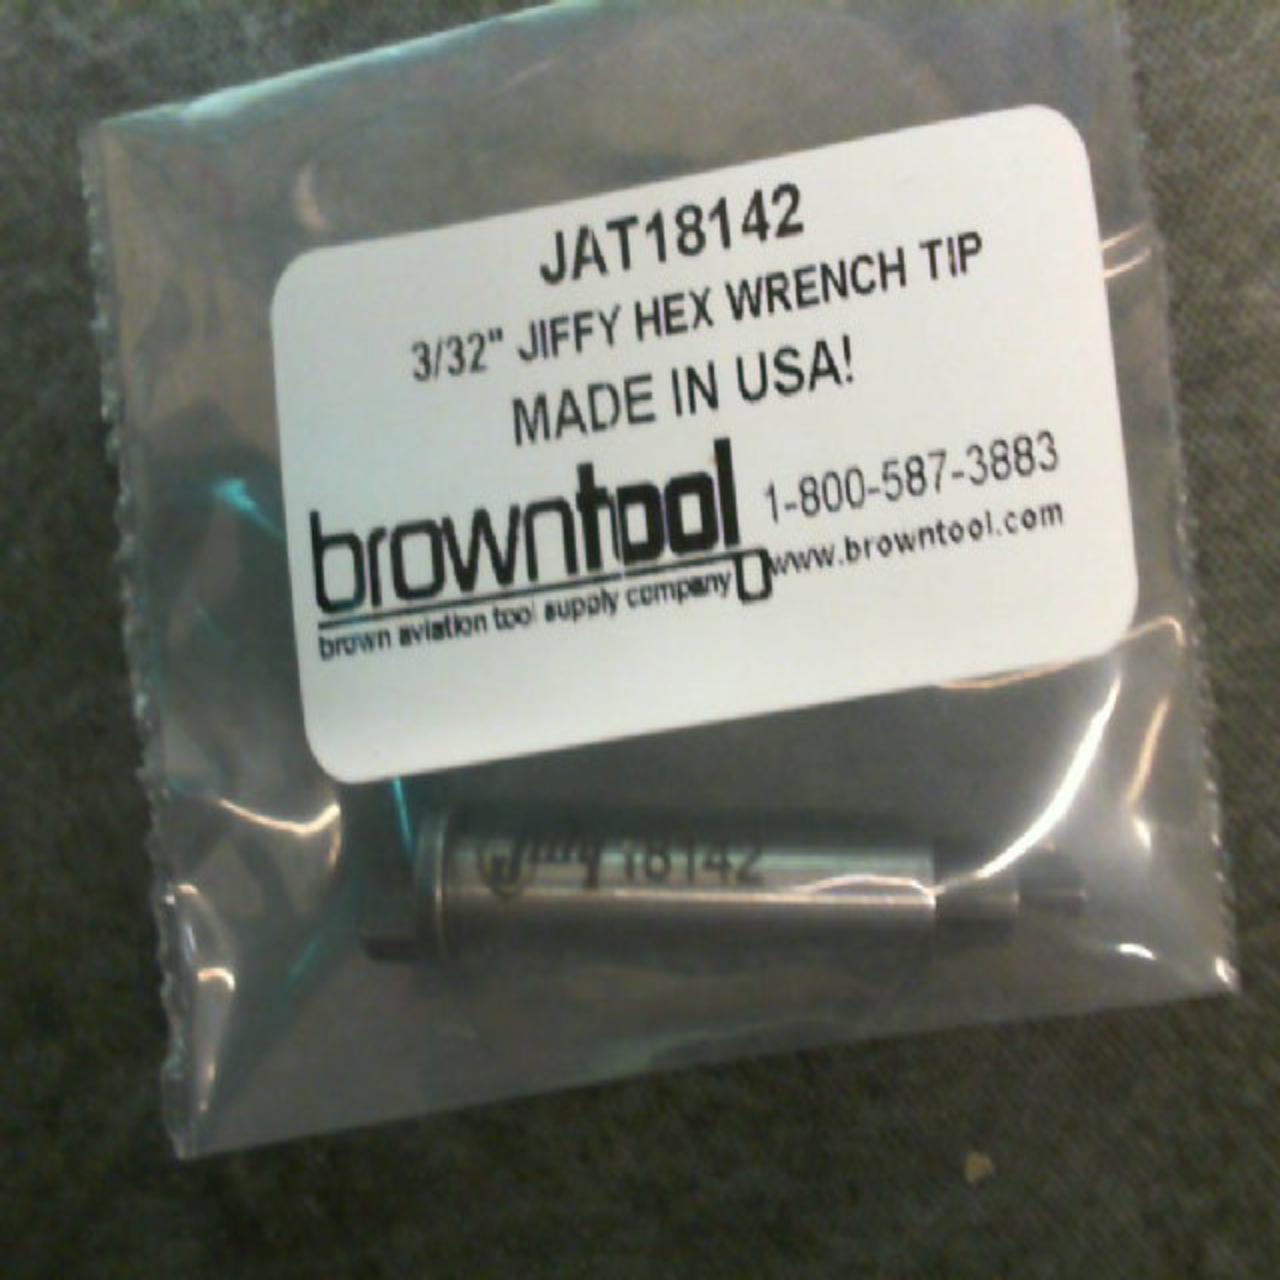 JAT18142
3/32" JIFFY HEX WRENCH TIP
MADE IN USA!
browntool 1-800-587-3883
brown aviation tool supply company www.browntool.com
Jiffy 18142